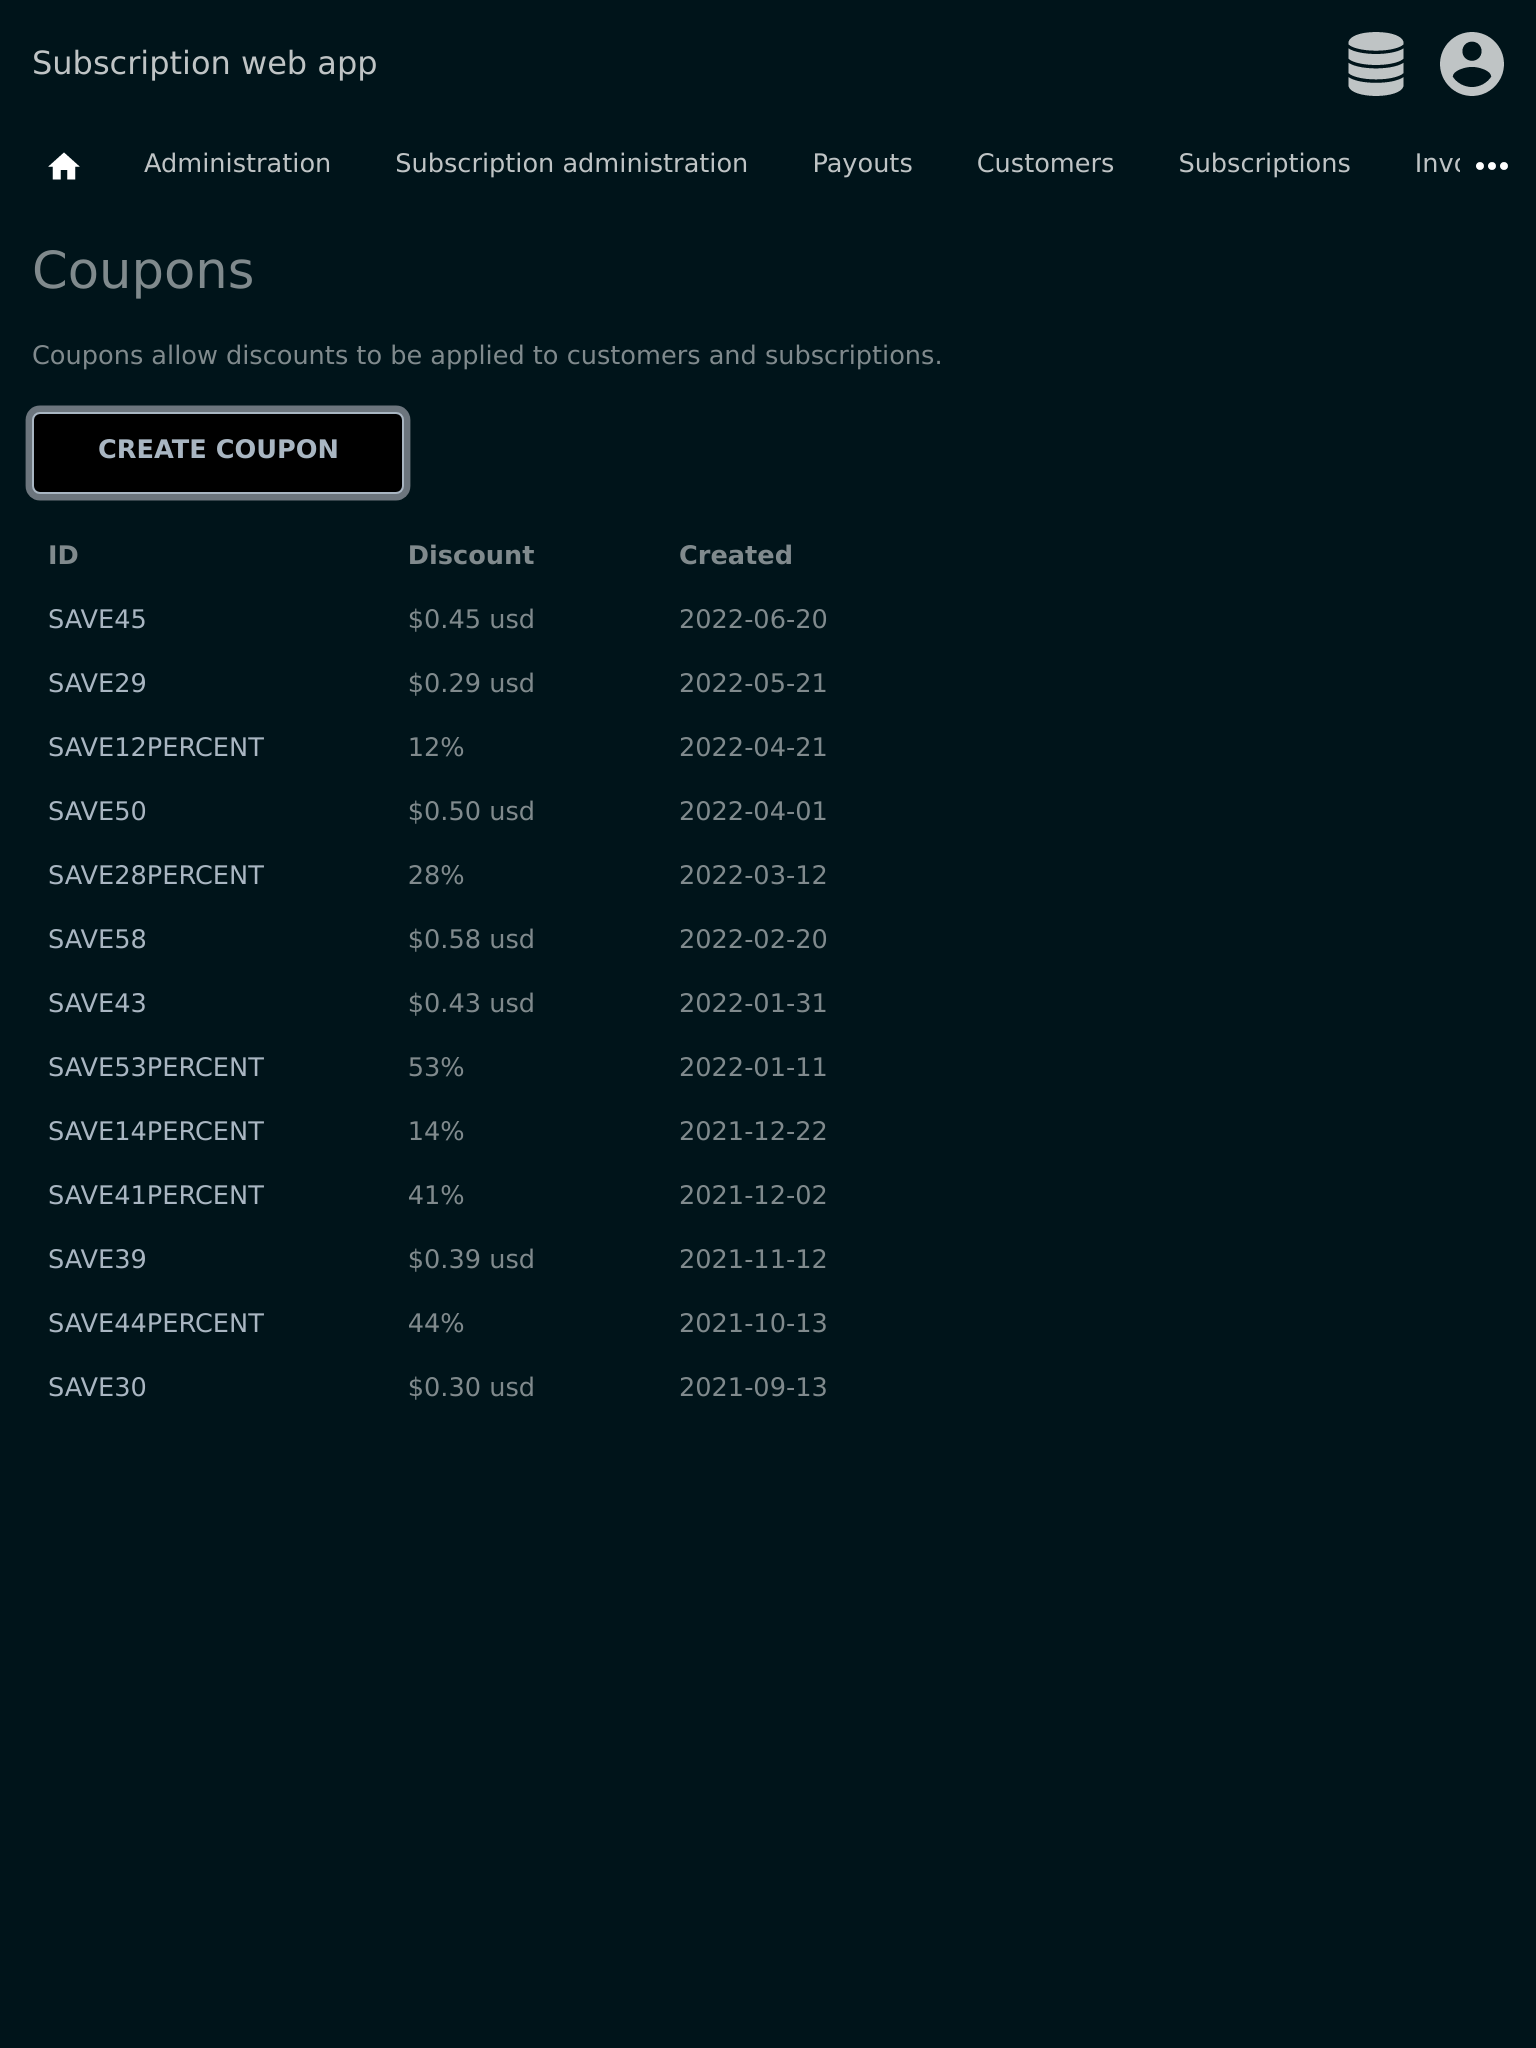 Subscription web app
Administration Subscription administration Payouts Customers Subscriptions
Coupons
Coupons allow discounts to be applied to customers and subscriptions.
CREATE COUPON
ID Discount Created
SAVE45 $0.45 usd 2022-06-20
SAVE29 $0.29 usd 2022-05-21
SAVE12PERCENT 12% 2022-04-21
SAVE50 $0.50 usd 2022-04-01
SAVE28PERCENT 28% 2022-03-12
SAVE58 $0.58 usd 2022-02-20
SAVE43 $0.43 usd 2022-01-31
SAVE53PERCENT 53% 2022-01-11
SAVE14PERCENT 14% 2021-12-22
SAVE41PERCENT 41% 2021-12-02
SAVE39 $0.39 usd 2021-11-12
SAVE44PERCENT 44% 2021-10-13
SAVE30 $0.30 usd 2021-09-13